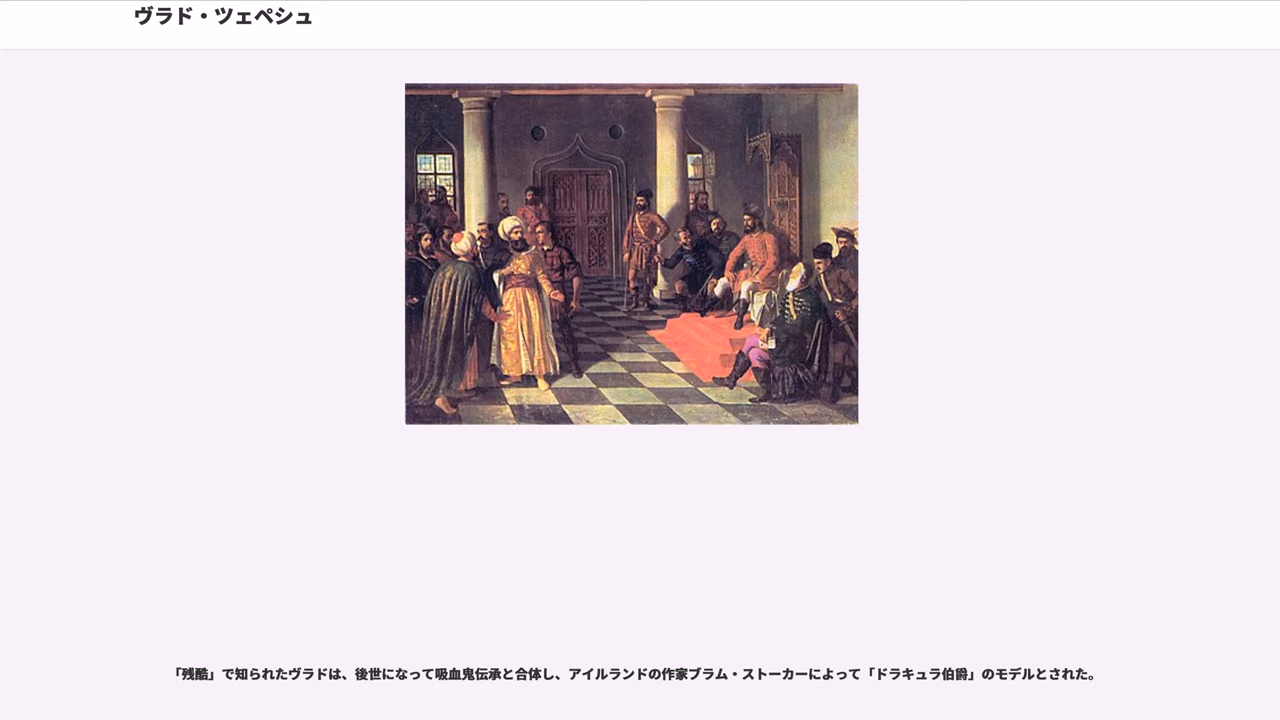 ヴラド・ツェペシュ
「残酷」で知られたヴラドは、後世になって吸血鬼伝承と合体し、アイルランドの作家ブラム・ストーカーによって「ドラキュラ伯爵」のモデルとされた。